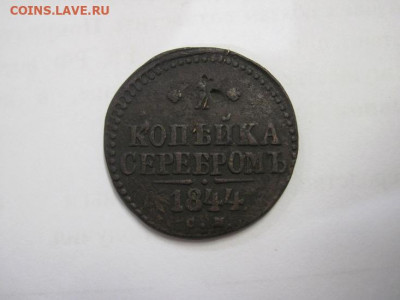 COINS.LAVE.RU
1
КОПѢЙКА
СЕРЕБРОМЪ
1844